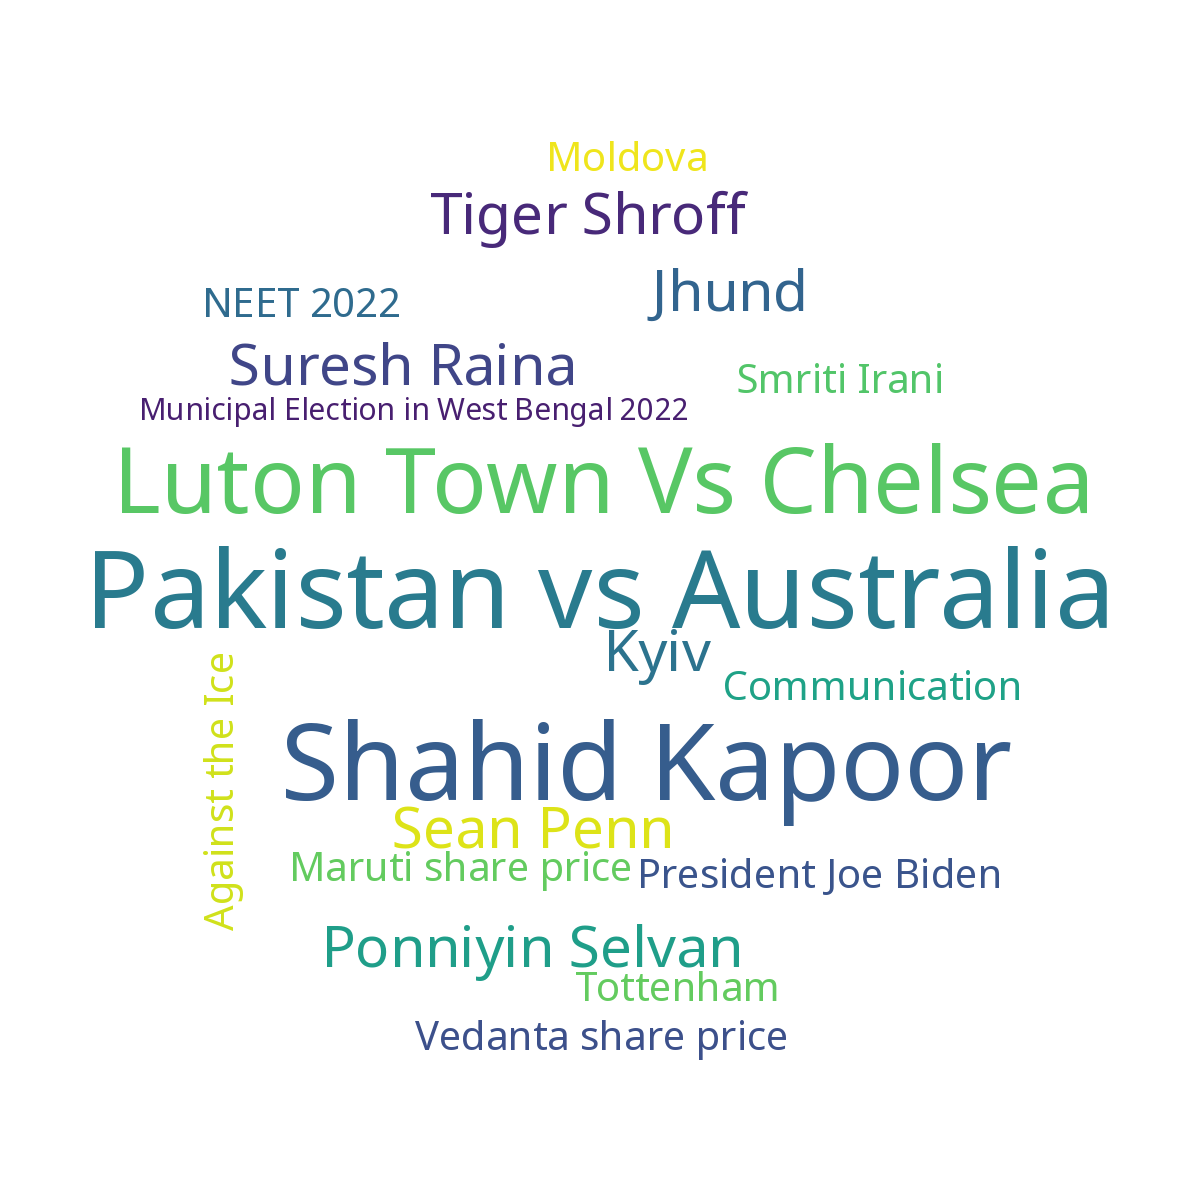 Moldova
Tiger Shroff
Jhund
NEET 2022
Suresh Raina
Smriti Irani
Municipal Election in West Bengal 2022
Luton Town Vs Chelsea
Pakistan vs Australia
Kyiv
Communication
Against the Ice
Shahid Kapoor
Sean Penn
Maruti share price
President Joe Biden
Ponniyin Selvan
Tottenham
Vedanta share price